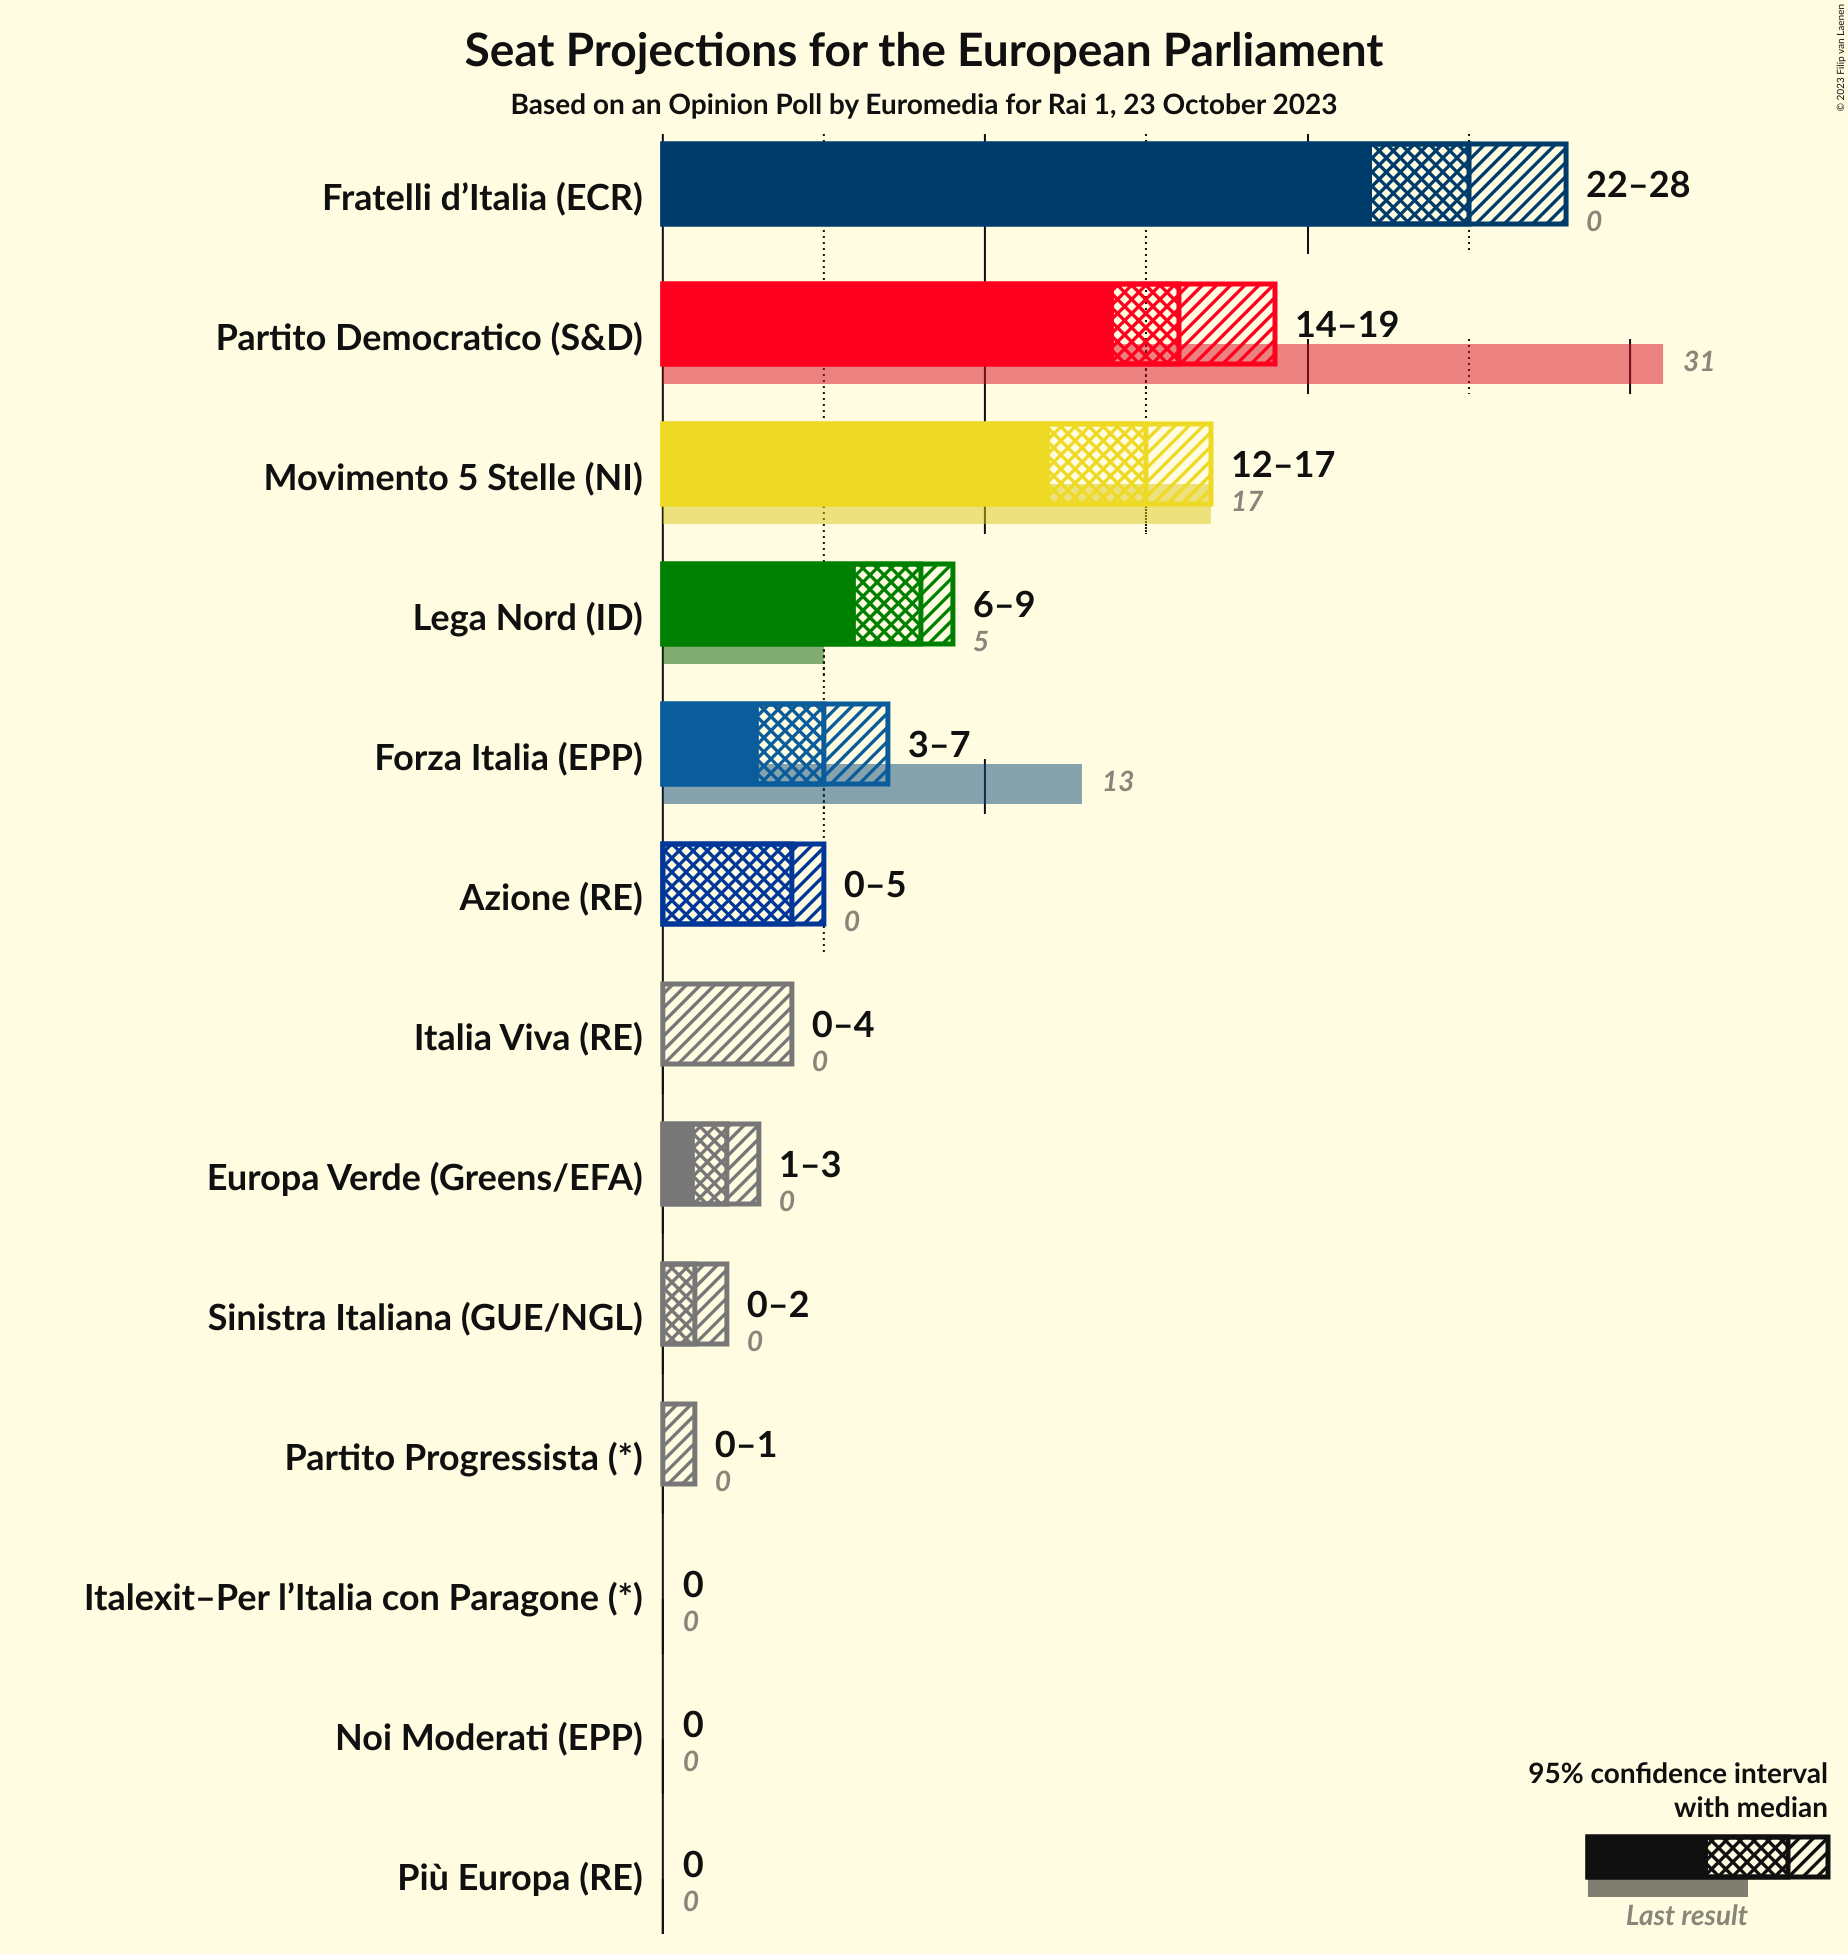 Seat Projections for the European Parliament
Based on an Opinion Poll by Euromedia for Rai 1, 23 October 2023
© 2023 Filip van Laenen
Fratelli d’Italia (ECR)
22–28
0
Partito Democratico (S&D)
14–19
31
Movimento 5 Stelle (NI)
12–17
17
Lega Nord (ID)
6–9
5
Forza Italia (EPP)
3–7
13
Azione (RE)
0–5
0
Italia Viva (RE)
0–4
0
Europa Verde (Greens/EFA)
1–3
0
Sinistra Italiana (GUE/NGL)
0–2
0
Partito Progressista (*)
0–1
0
Italexit–Per l’Italia con Paragone (*)
0
0
Noi Moderati (EPP)
0
0
Più Europa (RE)
0
0
95% confidence interval
with median
Last result